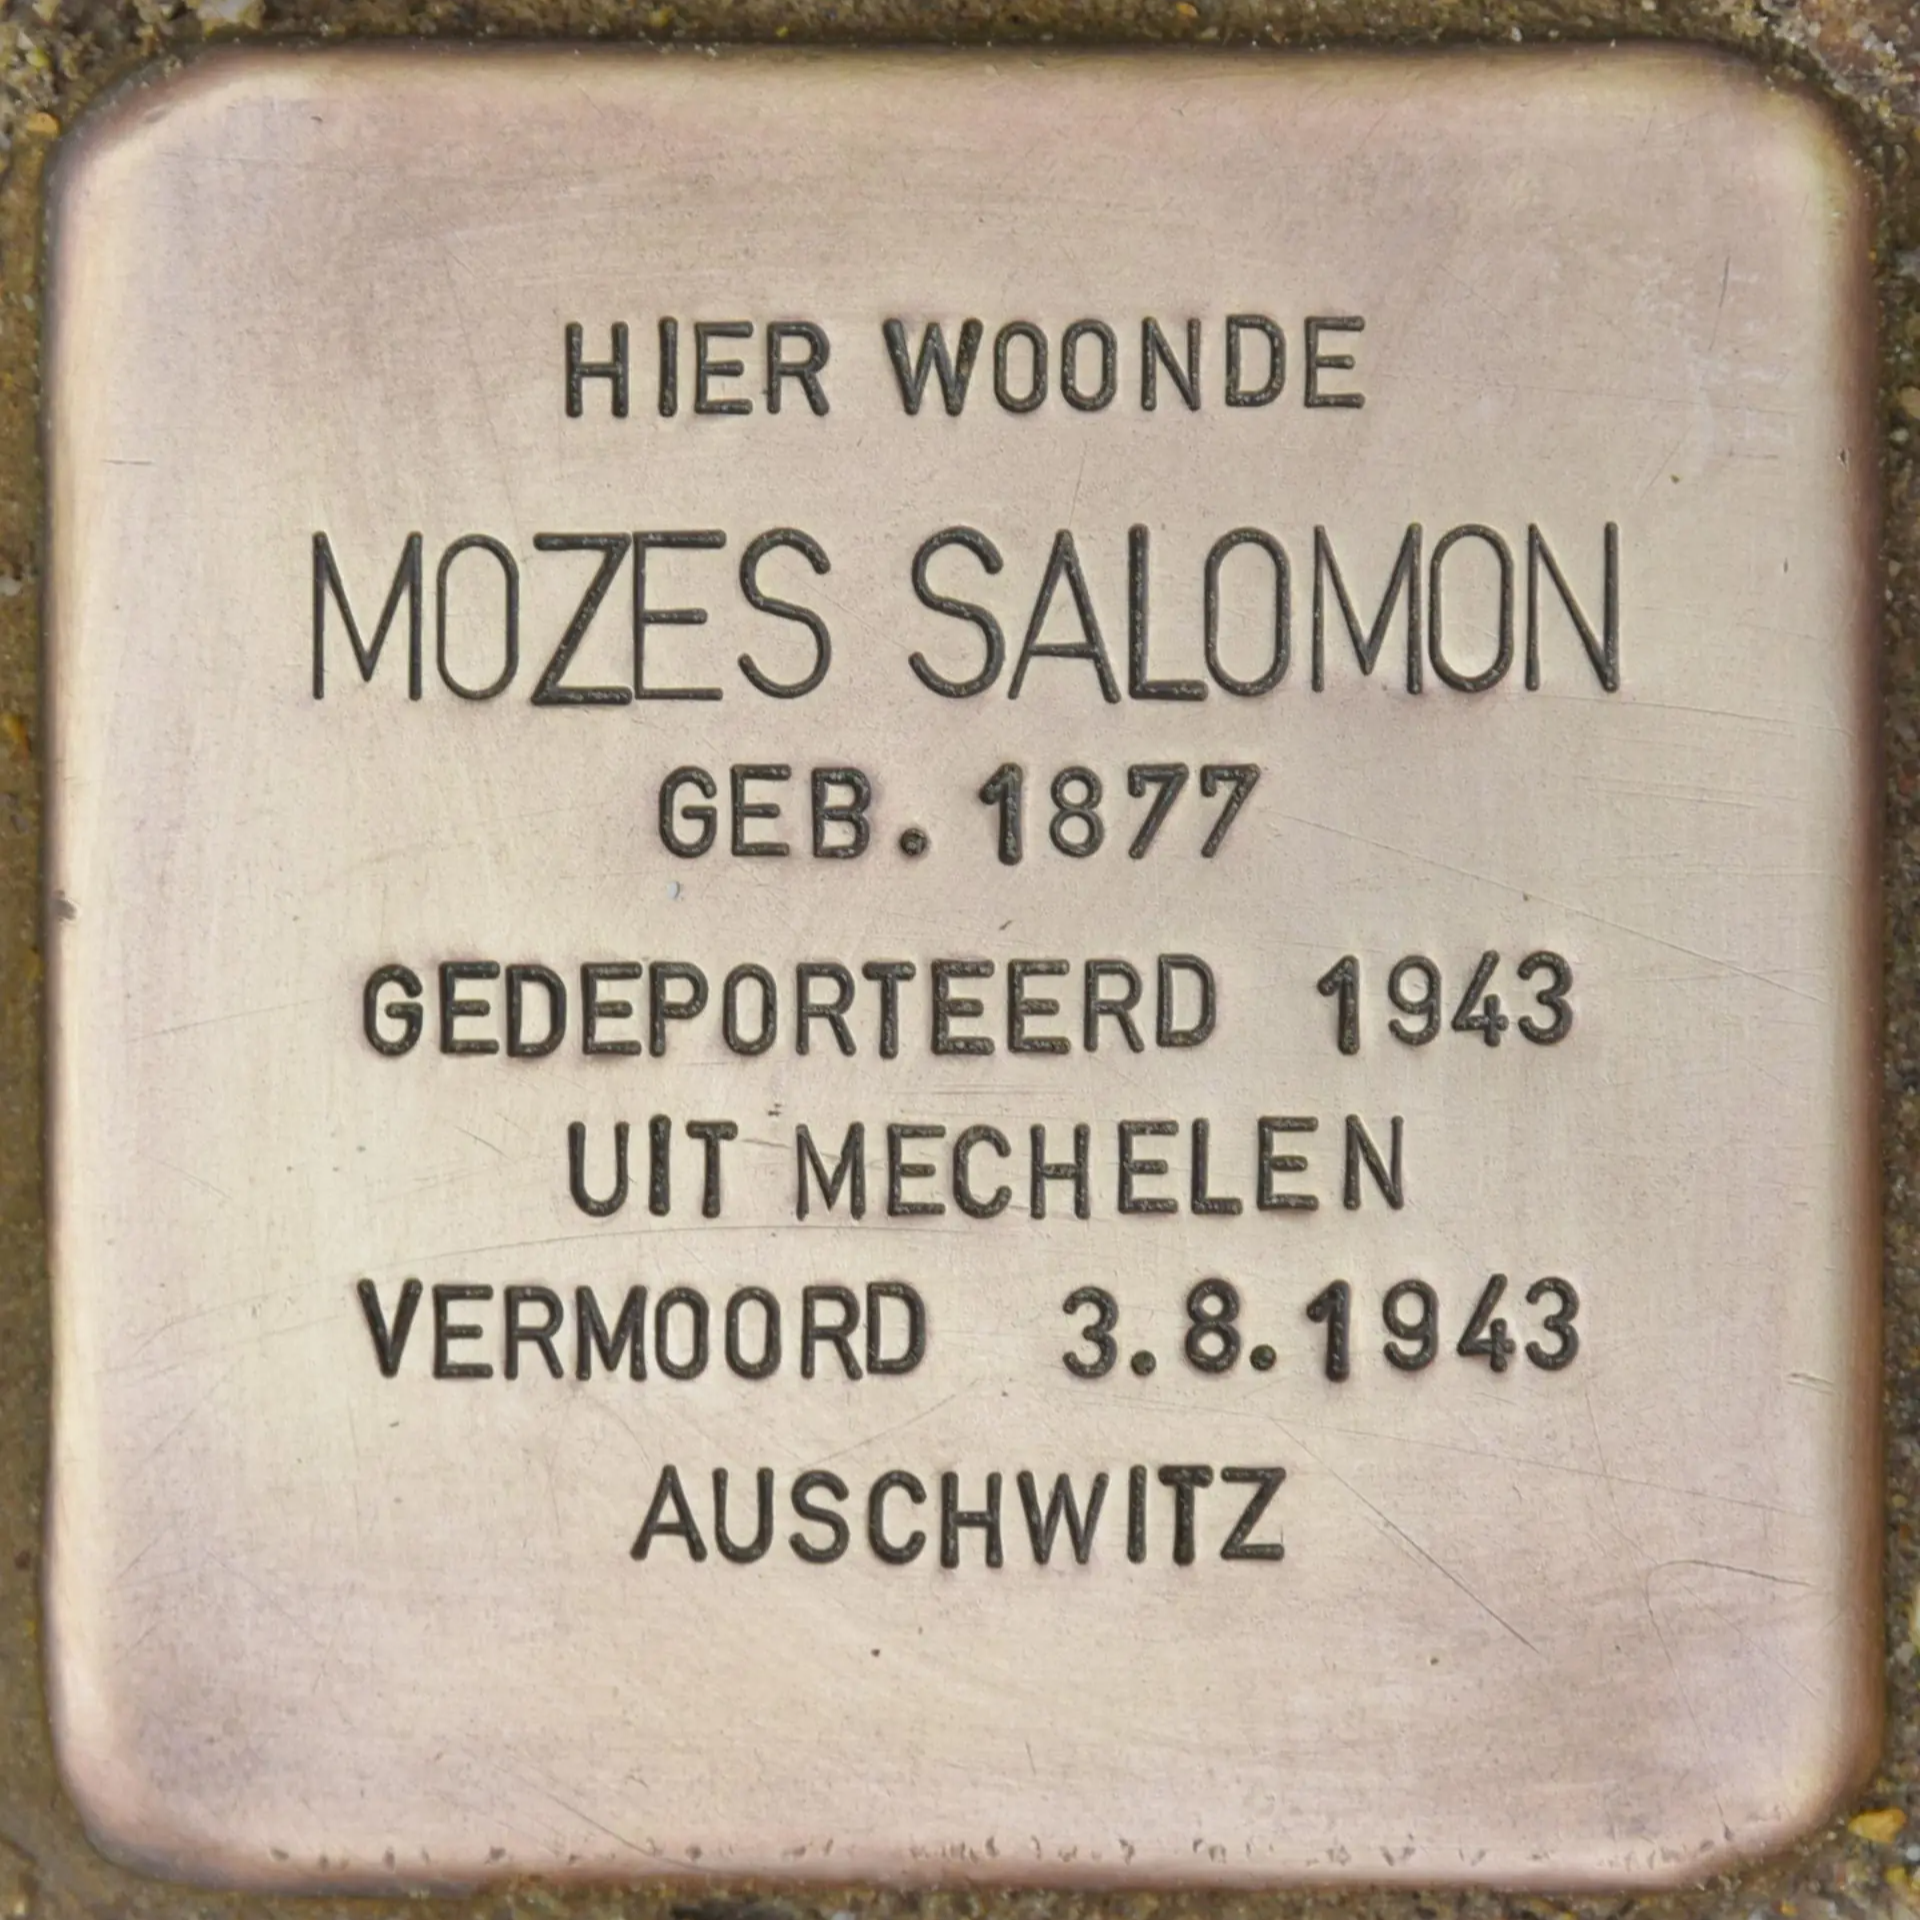 HIER WOONDE
MOZES SALOMON
GEB. 1877
GEDEPORTEERD 1943
UIT MECHELEN
VERMOORD 3.8.1943
AUSCHWITZ